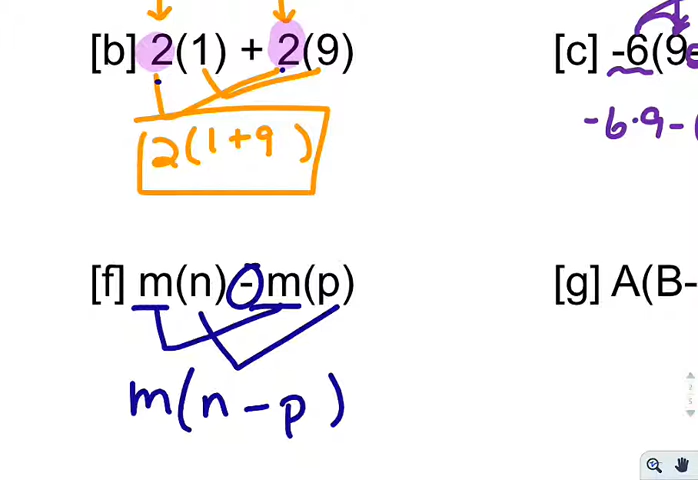 [b] 2(1) + 2(9)
2(1+9)
[c] -6(9-
-6·9-(
[f] m(n) - m(p)
m(n-p)
[g] A(B-